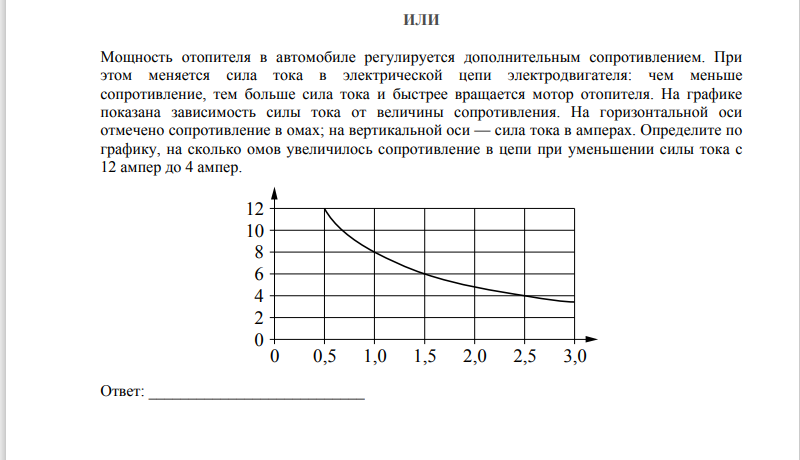 ИЛИ
Мощность отопителя в автомобиле регулируется дополнительным сопротивлением. При
этом меняется сила тока в электрической цепи электродвигателя: чем меньше
сопротивление, тем больше сила тока и быстрее вращается мотор отопителя. На графике
показана зависимость силы тока от величины сопротивления. На горизонтальной оси
отмечено сопротивление в омах; на вертикальной оси — сила тока в амперах. Определите по
графику, на сколько омов увеличилось сопротивление в цепи при уменьшении силы тока с
12 ампер до 4 ампер.
12
10
8
6
4
2
0
0 0,5 1,0 1,5 2,0 2,5 3,0
Ответ: ___________________________